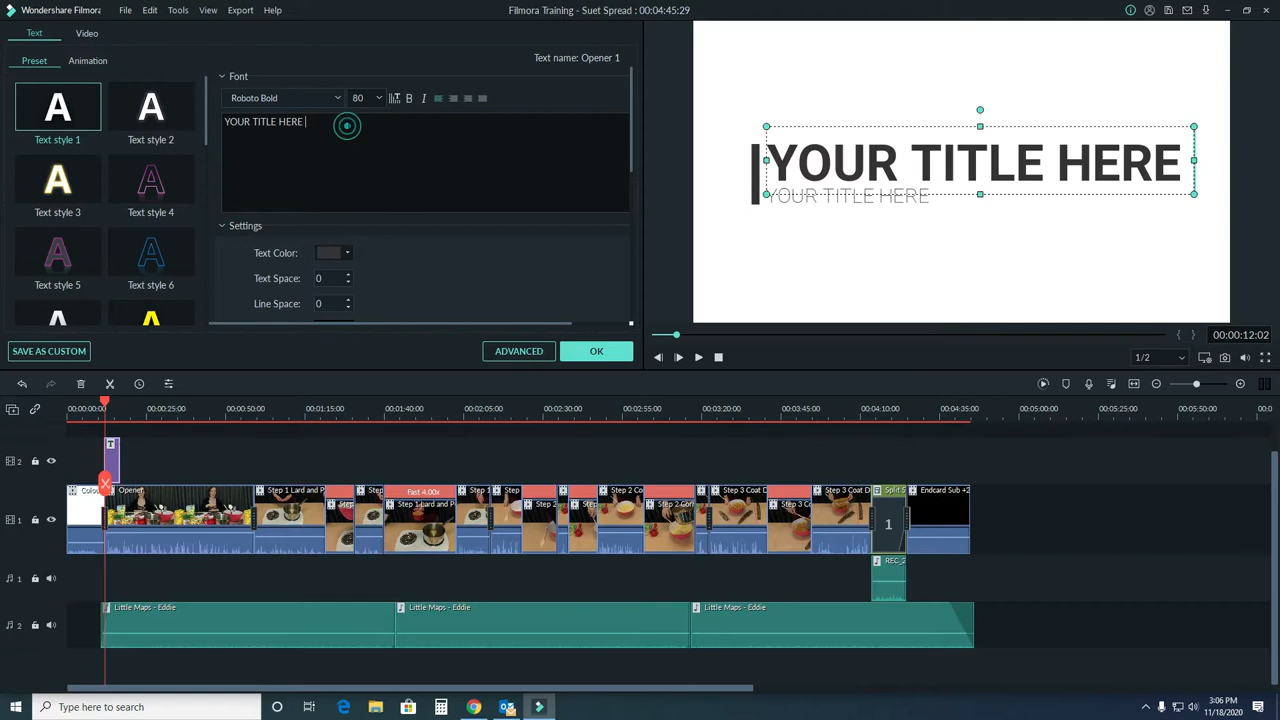 Wondershare Filmora
File
Edit
Tools
View
Export
Help
Filmora Training - Suet Spread : 00:04:45:29
Text
Video
Preset
Animation
Text name: Opener 1
Font
Roboto Bold
80
B
I
YOUR TITLE HERE
A
Text style 1
A
Text style 2
A
Text style 3
A
Text style 4
A
Text style 5
A
Text style 6
Settings
Text Color:
Text Space:
0
Line Space:
0
SAVE AS CUSTOM
ADVANCED
OK
YOUR TITLE HERE
YOUR TITLE HERE
00:00:12:02
1/2
00:00:00:00
00:00:25:00
00:00:50:00
00:01:15:00
00:01:40:00
00:02:05:00
00:02:30:00
00:02:55:00
00:03:20:00
00:03:45:00
00:04:10:00
00:04:35:00
00:05:00:00
00:05:25:00
00:05:50:00
2
T
1
Opener
Step 1 Lard and P
Fast 4.00x
Step 1 Lard and P
Step
Step 2 Co
Step 3 Coat D
Step 3 Coat D
Endcard Sub +2
1
1
REC_2
2
Little Maps - Eddie
Little Maps - Eddie
Little Maps - Eddie
Type here to search
3:06 PM
11/18/2020